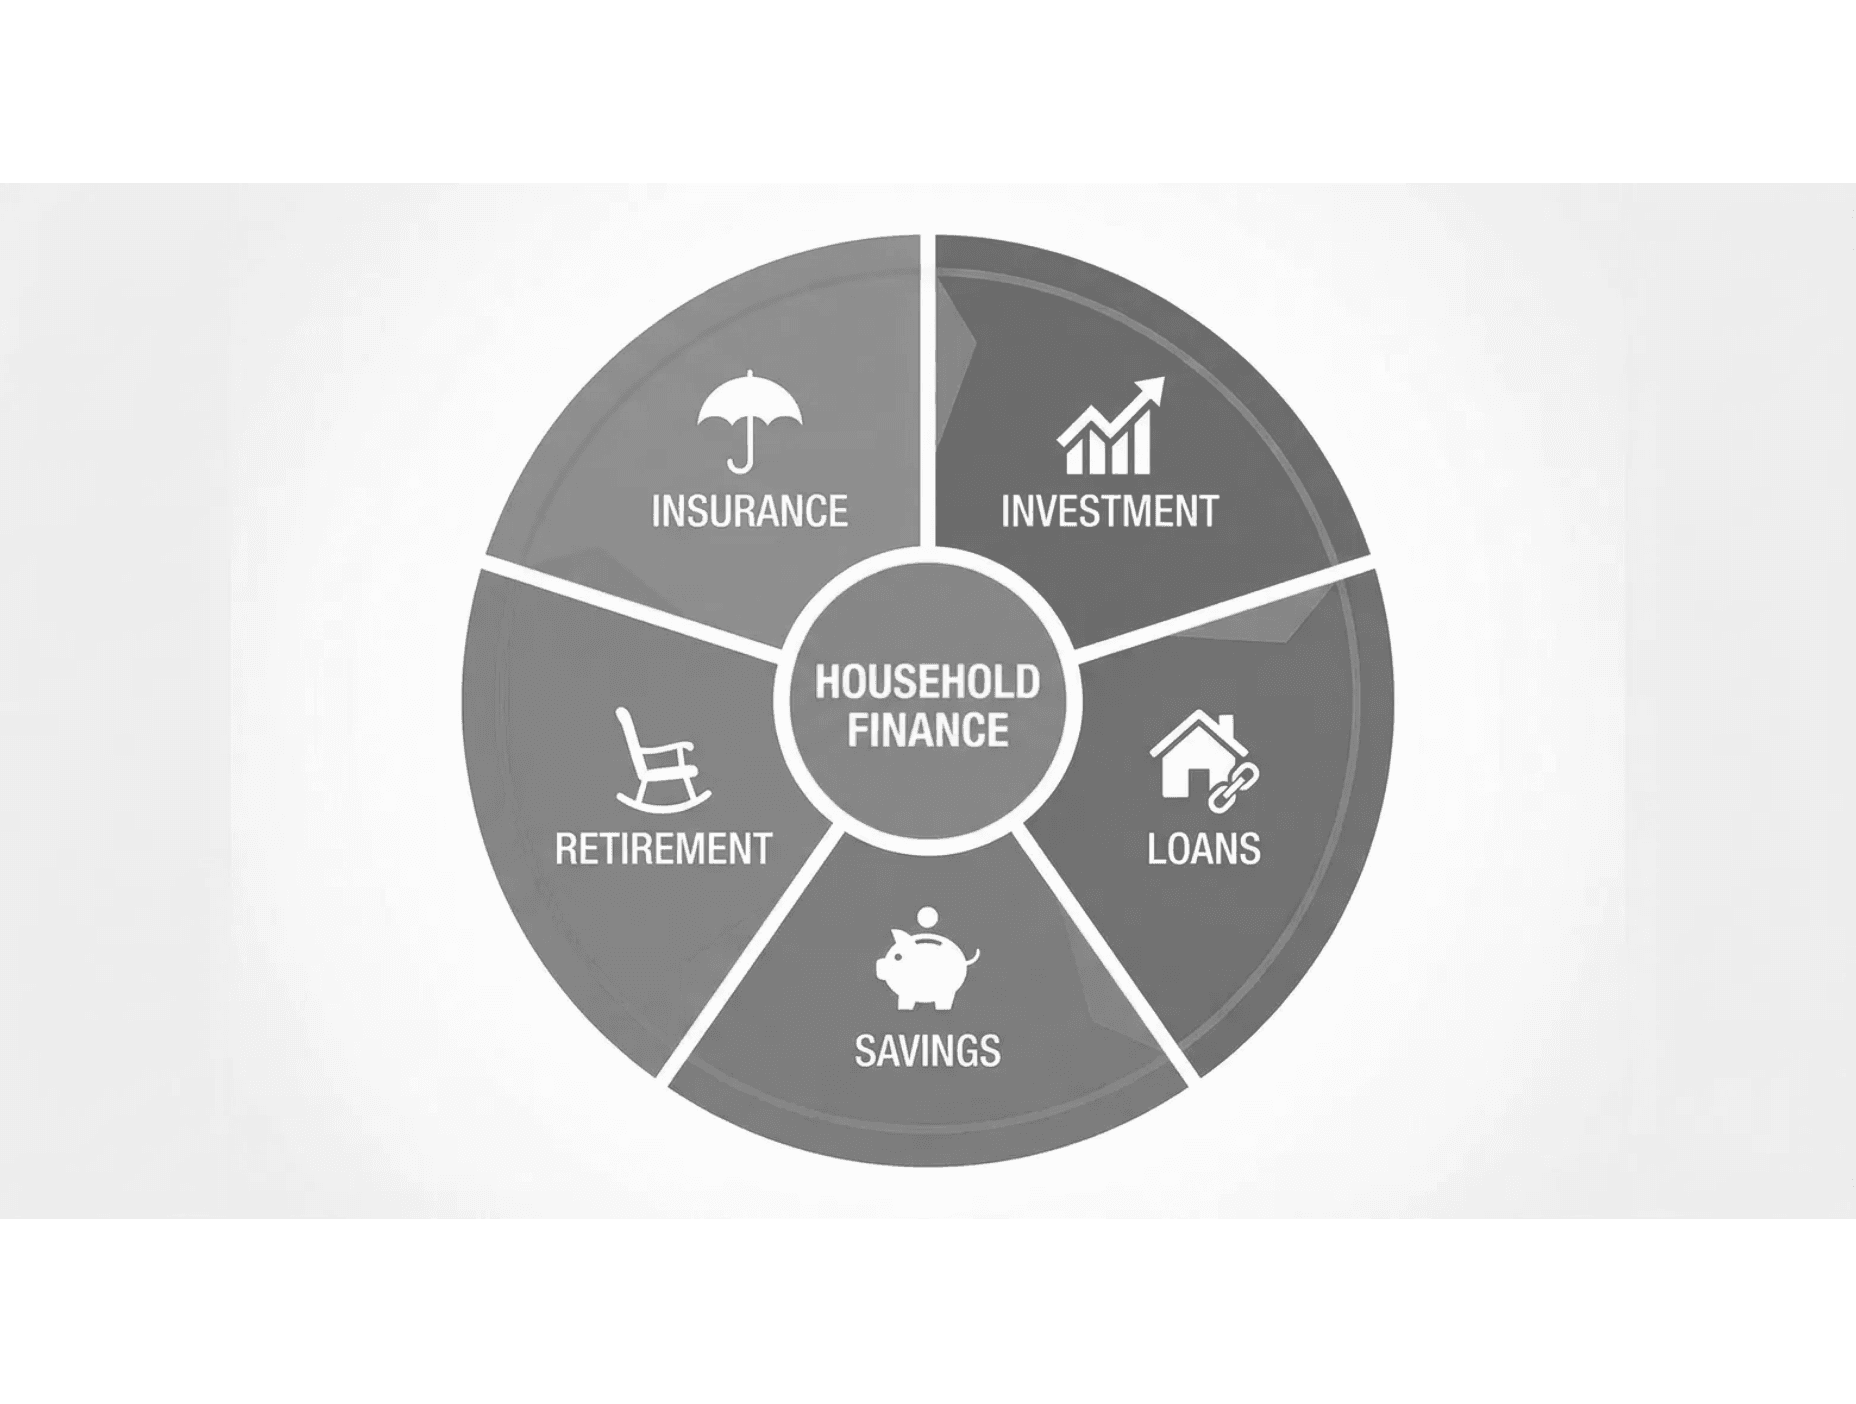 INSURANCE
INVESTMENT
HOUSEHOLD
FINANCE
RETIREMENT
LOANS
SAVINGS